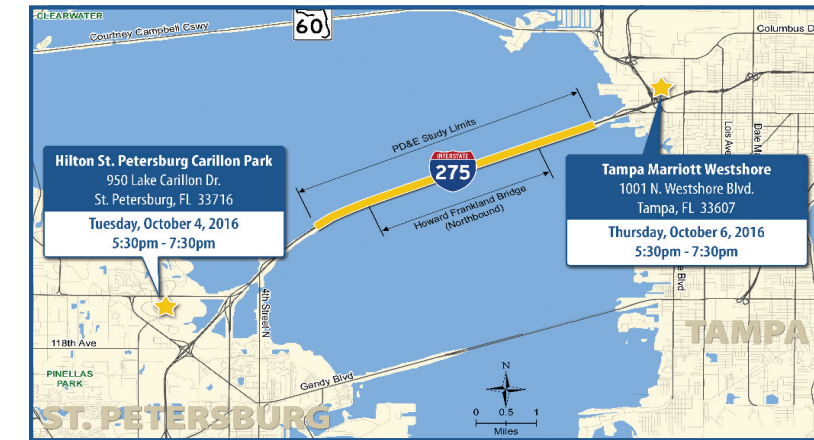 CLEARWATER
Courtney Campbell Cswy
60
Columbus D
PD&E Study Limits
INTERSTATE
275
Howard Frankland Bridge
(Northbound)
Hilton St. Petersburg Carillon Park
950 Lake Carillon Dr.
St. Petersburg, FL 33716
Tuesday, October 4, 2016
5:30pm - 7:30pm
Lois Ave
Dale Ma
Tampa Marriott Westshore
1001 N. Westshore Blvd.
Tampa, FL 33607
Thursday, October 6, 2016
5:30pm - 7:30pm
e Blvd
4th Street N
118th Ave
PINELLAS
PARK
Gandy Blvd
TAMPA
ST. PETERSBURG
N
0 0.5 1
Miles